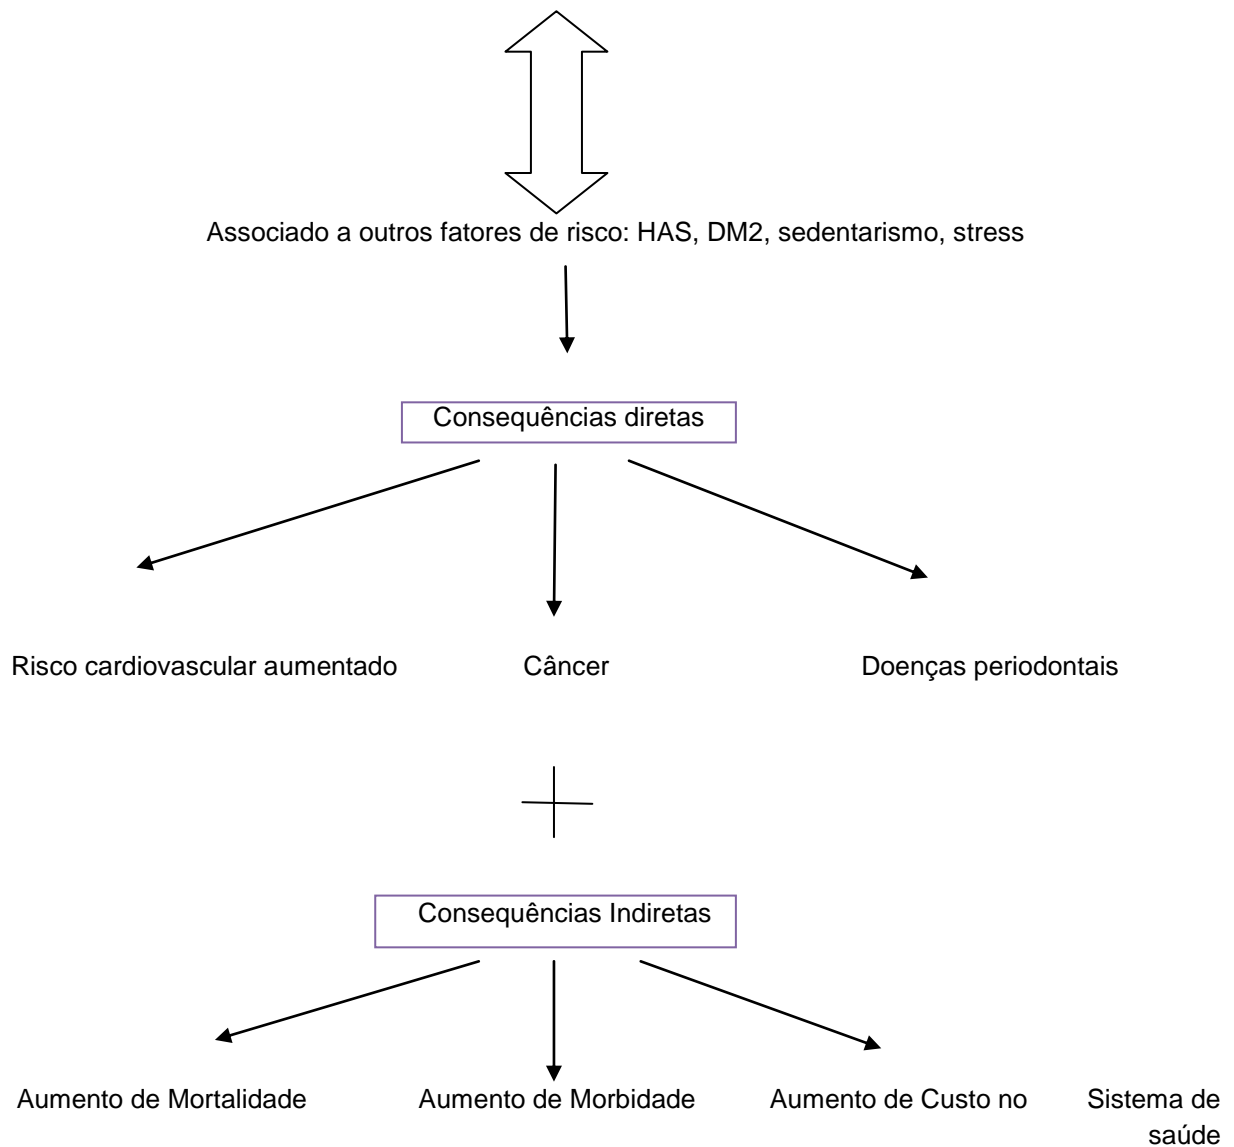 Associado a outros fatores de risco: HAS, DM2, sedentarismo, stress
Consequências diretas
Risco cardiovascular aumentado
Câncer
Doenças periodontais
Consequências Indiretas
Aumento de Mortalidade
Aumento de Morbidade
Aumento de Custo no Sistema de
saúde